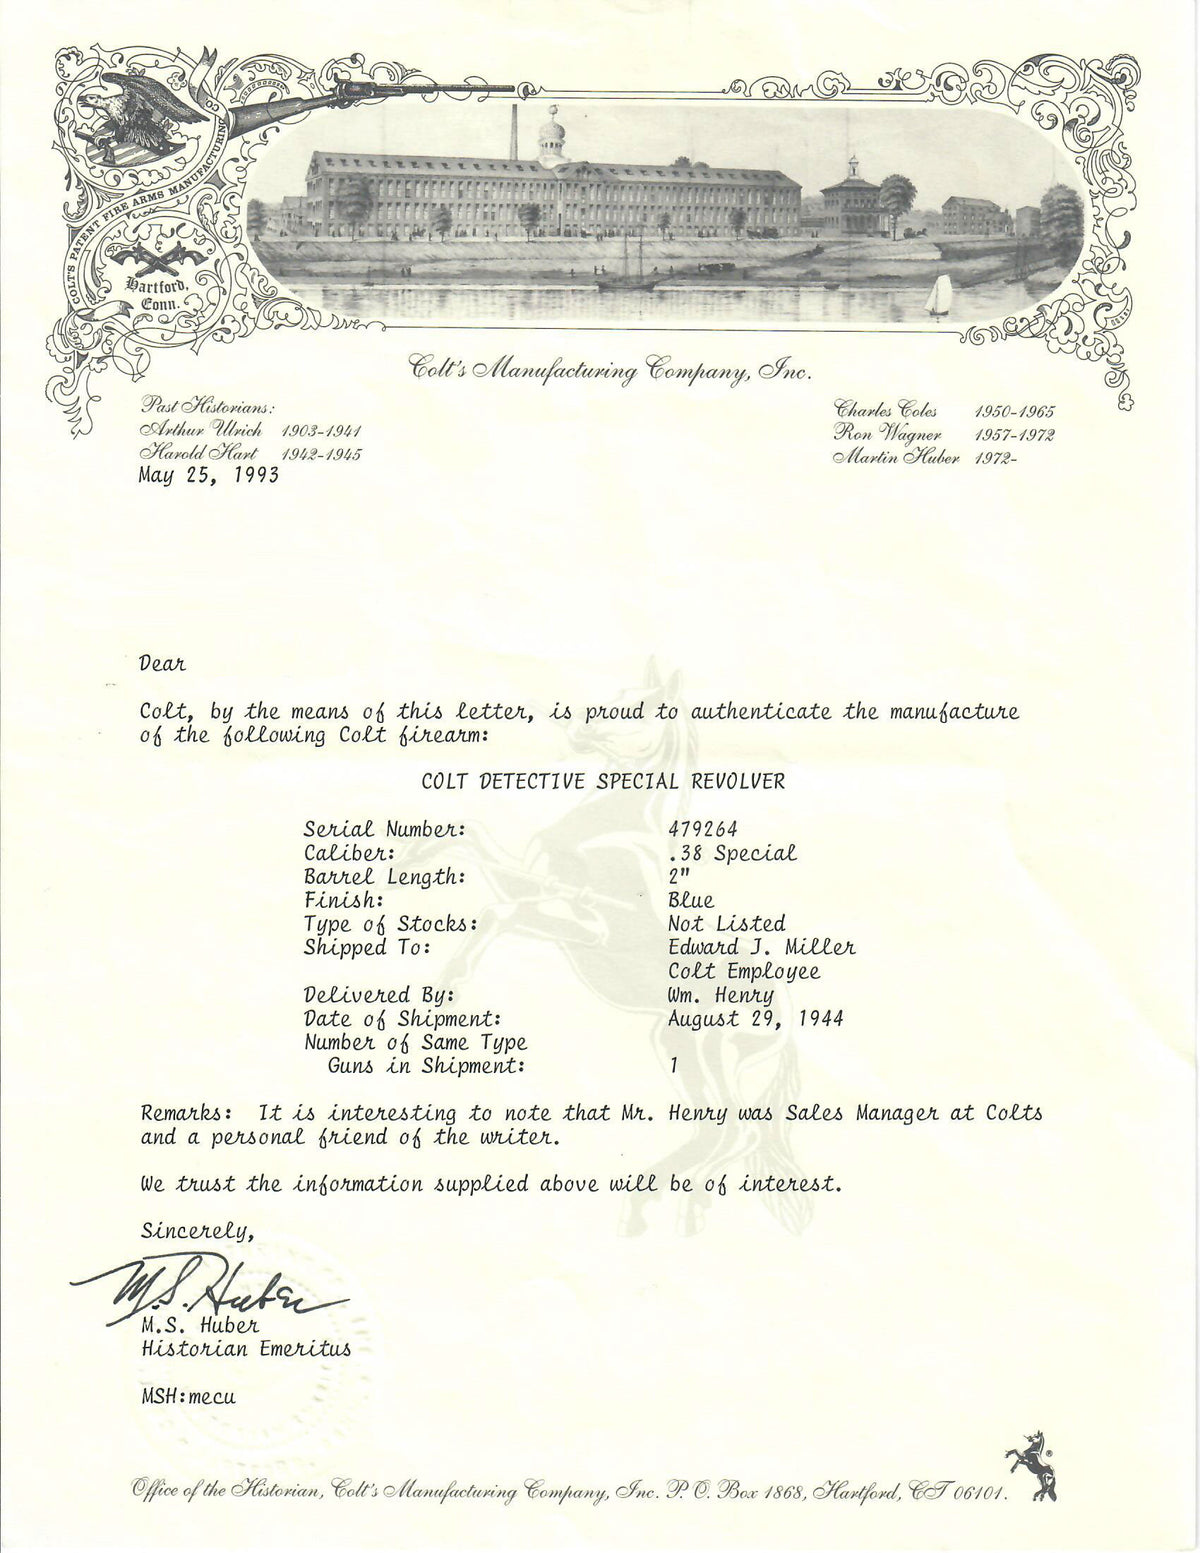 COLT'S PATENT FIRE ARMS MANUFACTURING CO
Hartford,
Conn.
Colt's Manufacturing Company, Inc.
Past Historians:
Arthur Ulrich 1903-1941
Harold Hart 1942-1945
Charles Coles 1950-1965
Ron Wagner 1957-1972
Martin Huber 1972-
May 25, 1993
Dear
Colt, by the means of this letter, is proud to authenticate the manufacture
of the following Colt firearm:
COLT DETECTIVE SPECIAL REVOLVER
Serial Number: 479264
Caliber: .38 Special
Barrel Length: 2"
Finish: Blue
Type of Stocks: Not Listed
Shipped To: Edward J. Miller
Colt Employee
Delivered By: Wm. Henry
Date of Shipment: August 29, 1944
Number of Same Type
Guns in Shipment: 1
Remarks: It is interesting to note that Mr. Henry was Sales Manager at Colts
and a personal friend of the writer.
We trust the information supplied above will be of interest.
Sincerely,
M.S. Huber
M.S. Huber
Historian Emeritus
MSH:mecu
®
Office of the Historian, Colt's Manufacturing Company, Inc. P.O. Box 1868, Hartford, CT 06101.